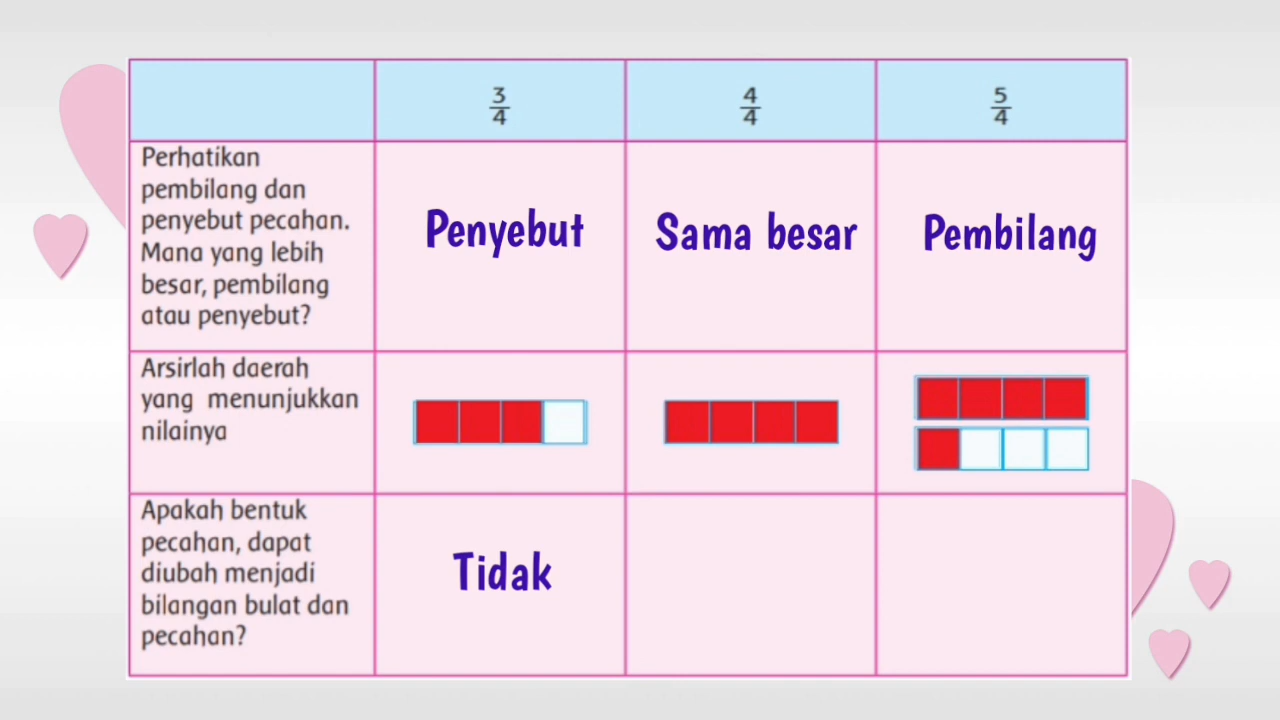 3/4 4/4 5/4
Perhatikan
pembilang dan
penyebut pecahan.
Mana yang lebih
besar, pembilang
atau penyebut?
Penyebut
Sama besar
Pembilang
Arsirlah daerah
yang menunjukkan
nilainya
Apakah bentuk
pecahan, dapat
diubah menjadi
bilangan bulat dan
pecahan?
Tidak